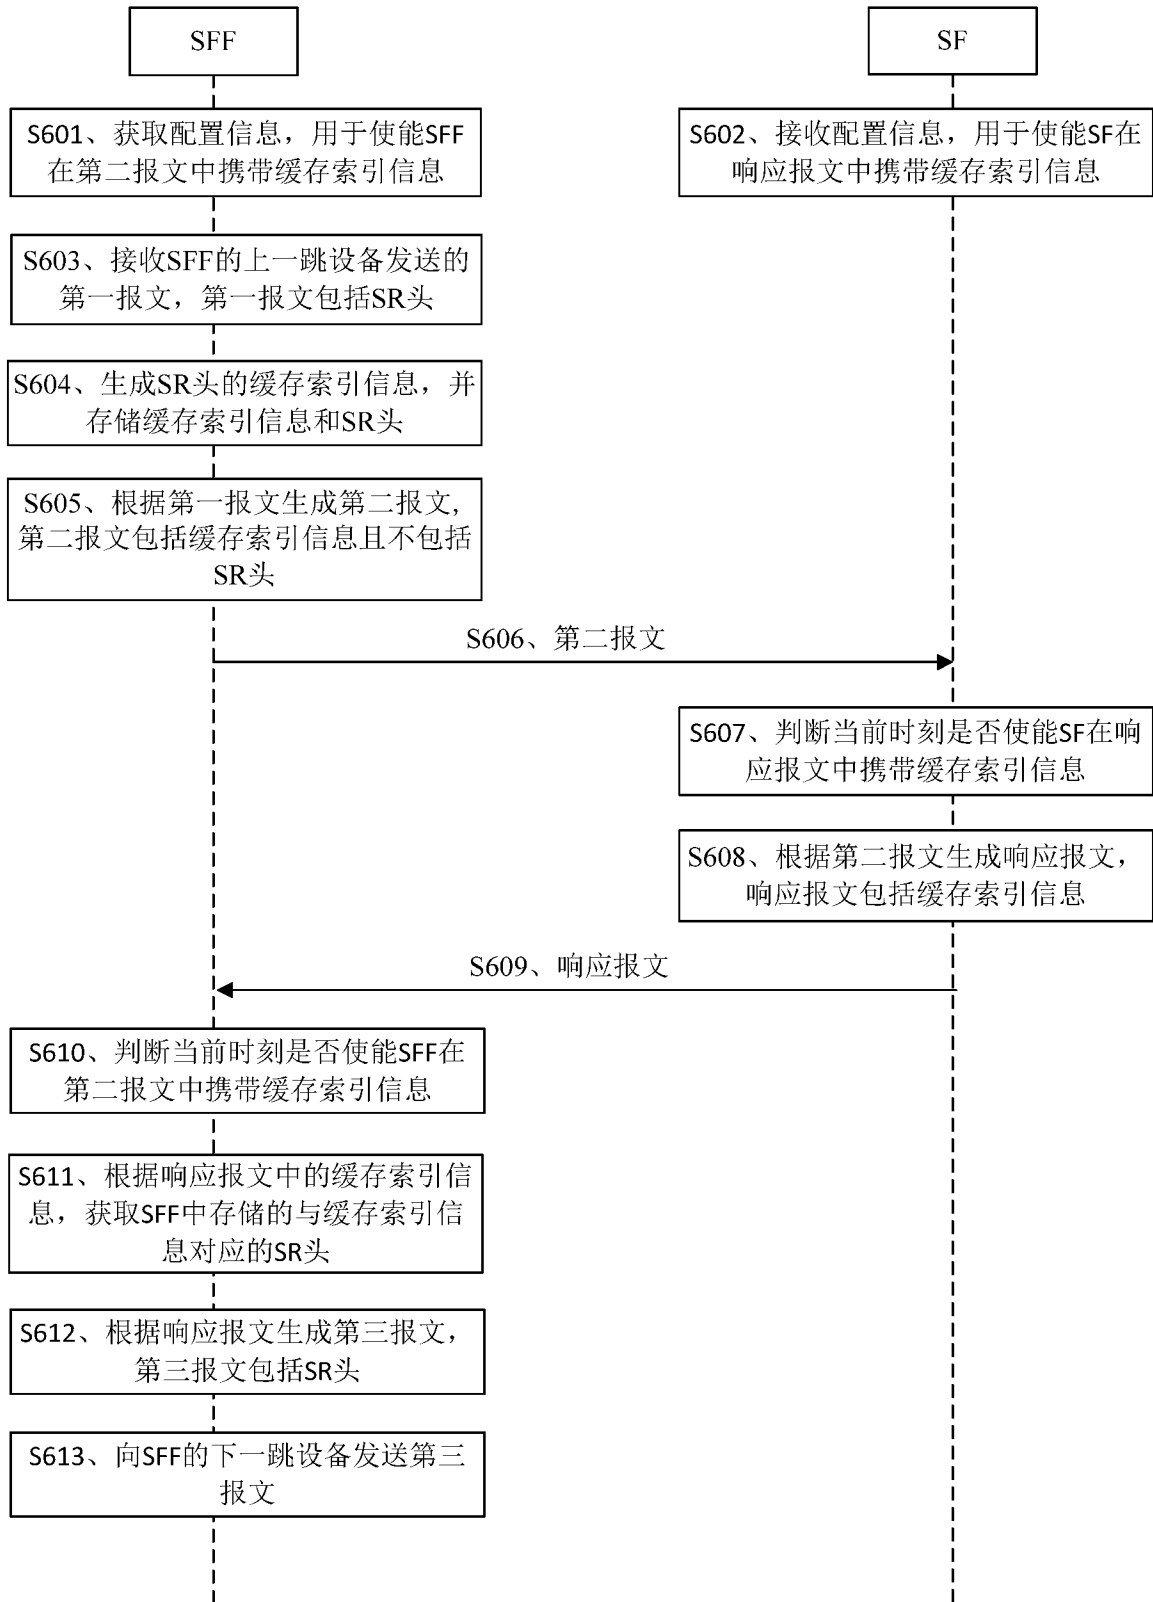 SFF
SF
S601、获取配置信息，用于使能SFF
在第二报文中携带缓存索引信息
S602、接收配置信息，用于使能SF在
响应报文中携带缓存索引信息
S603、接收SFF的上一跳设备发送的
第一报文，第一报文包括SR头
S604、生成SR头的缓存索引信息，并
存储缓存索引信息和SR头
S605、根据第一报文生成第二报文,
第二报文包括缓存索引信息且不包括
SR头
S606、第二报文
S607、判断当前时刻是否使能SF在响
应报文中携带缓存索引信息
S608、根据第二报文生成响应报文，
响应报文包括缓存索引信息
S609、响应报文
S610、判断当前时刻是否使能SFF在
第二报文中携带缓存索引信息
S611、根据响应报文中的缓存索引信
息，获取SFF中存储的与缓存索引信
息对应的SR头
S612、根据响应报文生成第三报文，
第三报文包括SR头
S613、向SFF的下一跳设备发送第三
报文